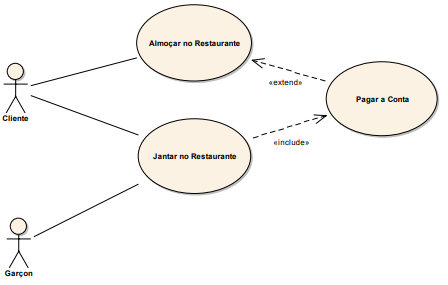 Almoçar no Restaurante
«extend»
Pagar a Conta
Cliente
«include»
Jantar no Restaurante
Garçon